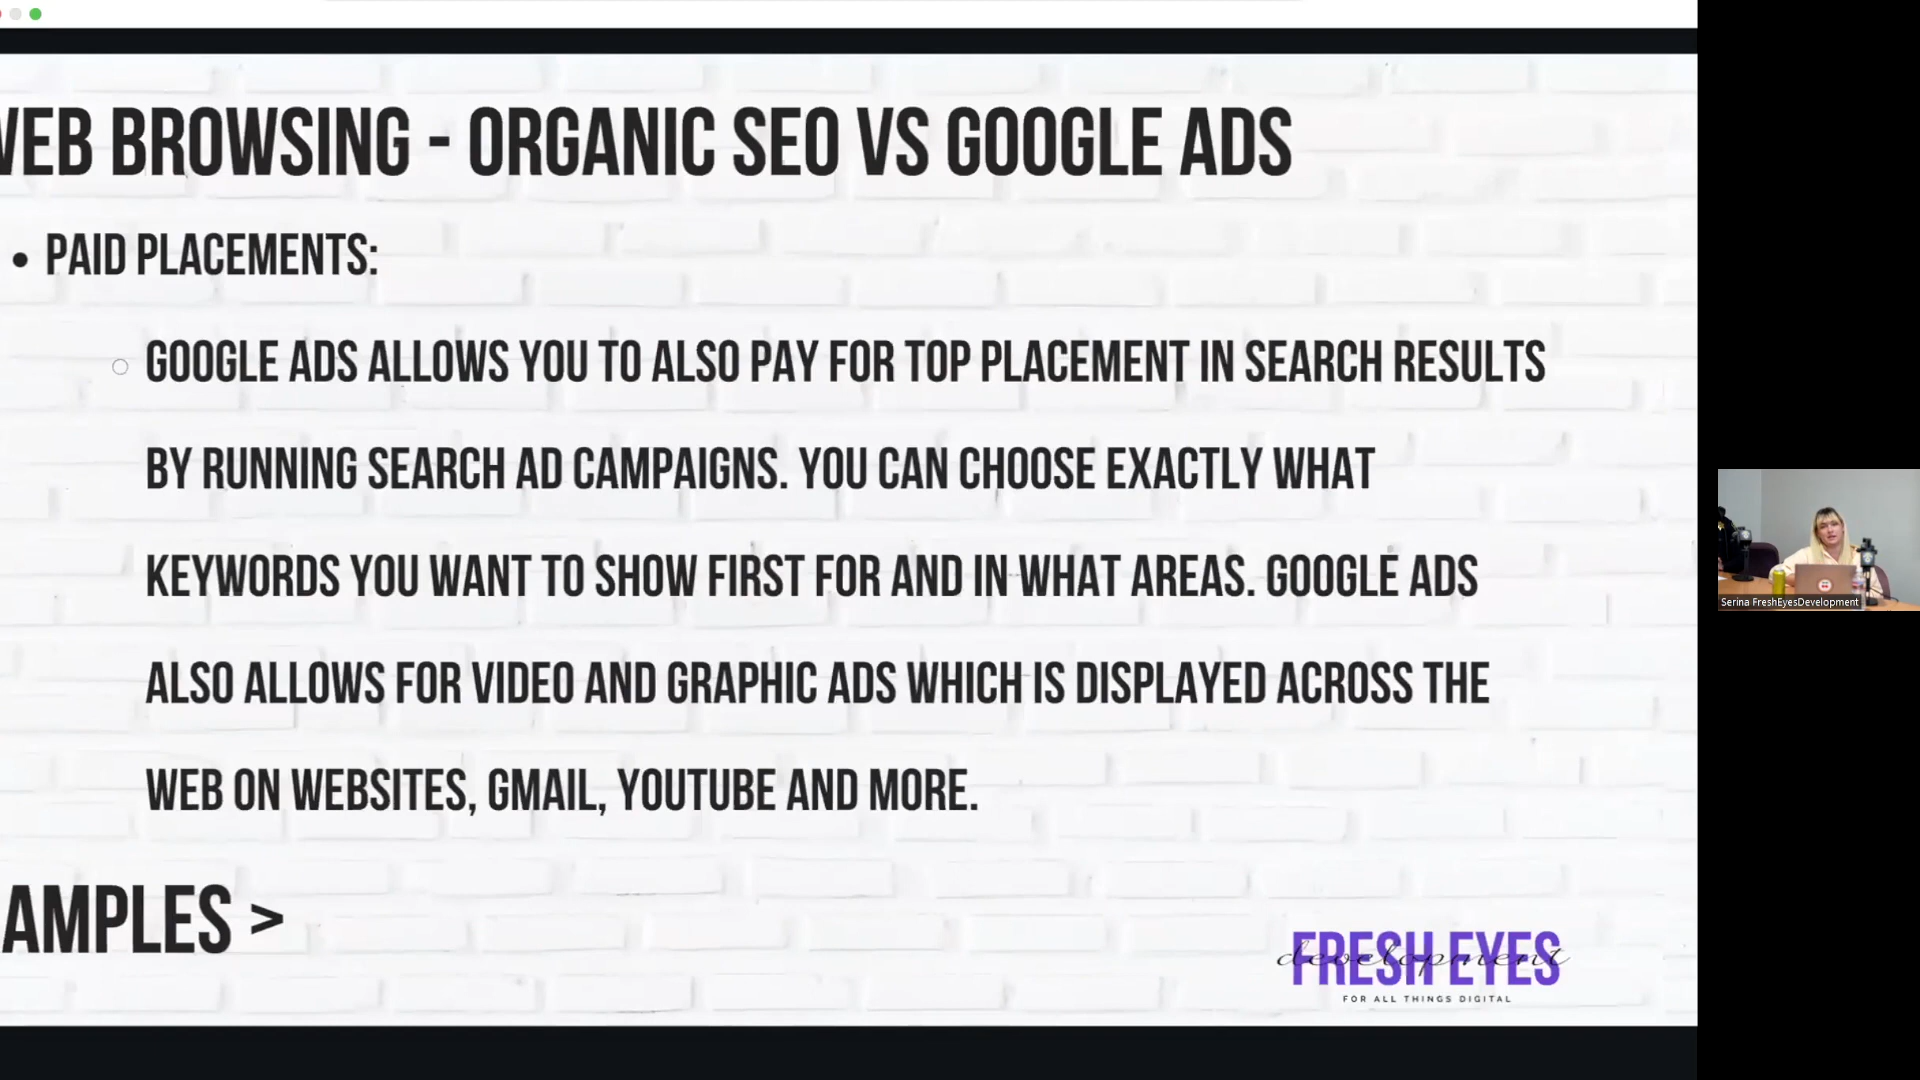 WEB BROWSING - ORGANIC SEO VS GOOGLE ADS
• PAID PLACEMENTS:
○ GOOGLE ADS ALLOWS YOU TO ALSO PAY FOR TOP PLACEMENT IN SEARCH RESULTS
BY RUNNING SEARCH AD CAMPAIGNS. YOU CAN CHOOSE EXACTLY WHAT
KEYWORDS YOU WANT TO SHOW FIRST FOR AND IN WHAT AREAS. GOOGLE ADS
ALSO ALLOWS FOR VIDEO AND GRAPHIC ADS WHICH IS DISPLAYED ACROSS THE
WEB ON WEBSITES, GMAIL, YOUTUBE AND MORE.
AMPLES >
FRESH EYES
development
FOR ALL THINGS DIGITAL
Serina FreshEyesDevelopment